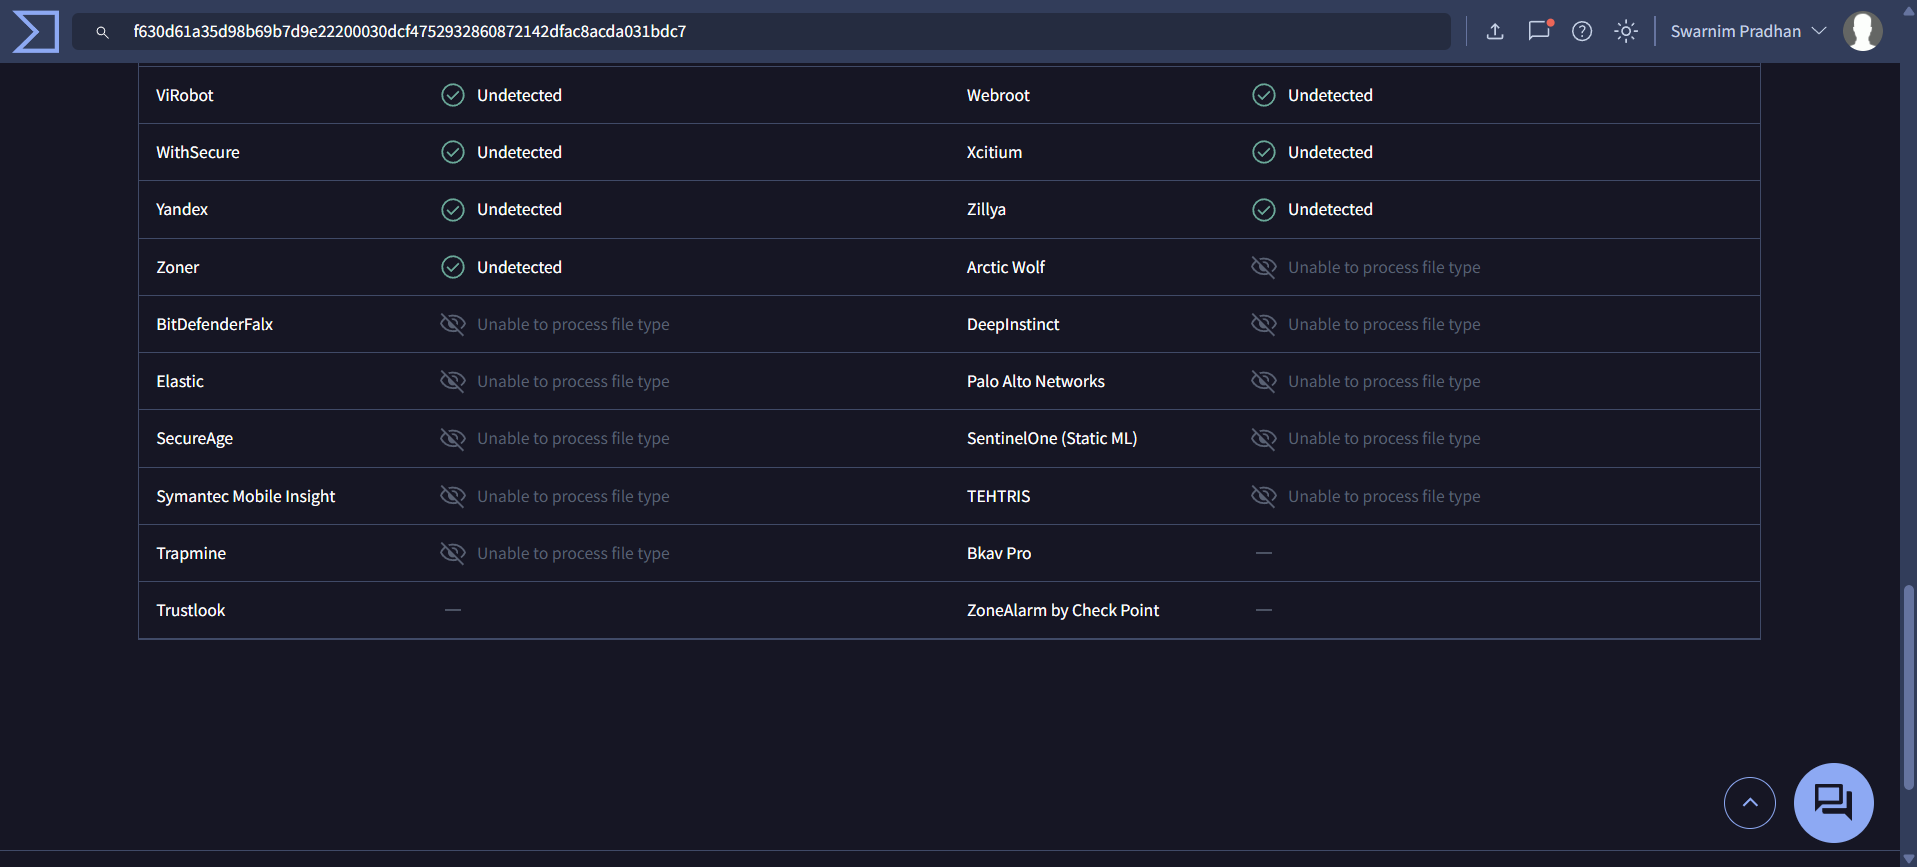 f630d61a35d98b69b7d9e22200030dcf4752932860872142dfac8acda031bdc7
Swarnim Pradhan
ViRobot Undetected Webroot Undetected
WithSecure Undetected Xcitium Undetected
Yandex Undetected Zillya Undetected
Zoner Undetected Arctic Wolf Unable to process file type
BitDefenderFalx Unable to process file type DeepInstinct Unable to process file type
Elastic Unable to process file type Palo Alto Networks Unable to process file type
SecureAge Unable to process file type SentinelOne (Static ML) Unable to process file type
Symantec Mobile Insight Unable to process file type TEHTRIS Unable to process file type
Trapmine Unable to process file type Bkav Pro —
Trustlook — ZoneAlarm by Check Point —